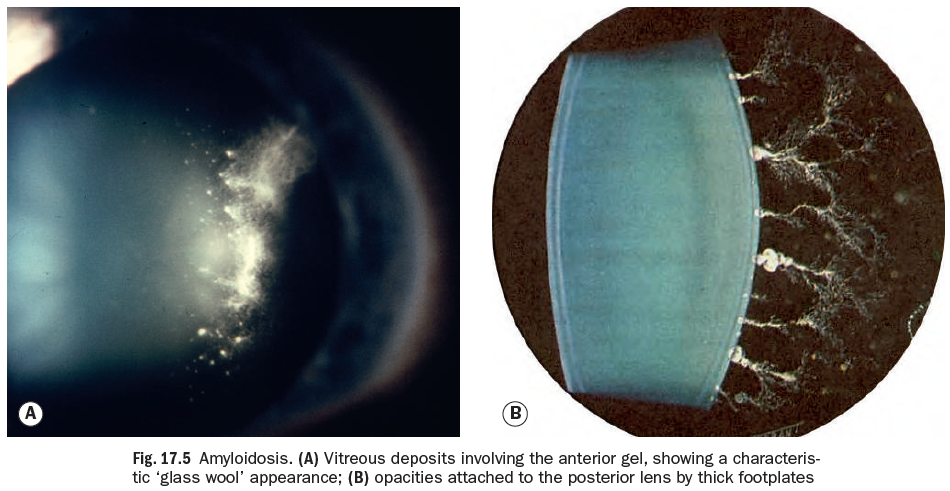 A
B
Fig. 17.5 Amyloidosis. (A) Vitreous deposits involving the anterior gel, showing a characteris-
tic ‘glass wool’ appearance; (B) opacities attached to the posterior lens by thick footplates